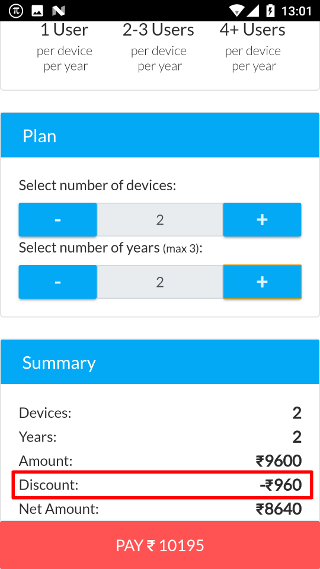 13:01
1 User 2-3 Users 4+ Users
per device per device per device
per year per year per year
Plan
Select number of devices:
- 2 +
Select number of years (max 3):
- 2 +
Summary
Devices: 2
Years: 2
Amount: ₹9600
Discount: -₹960
Net Amount: ₹8640
PAY ₹ 10195